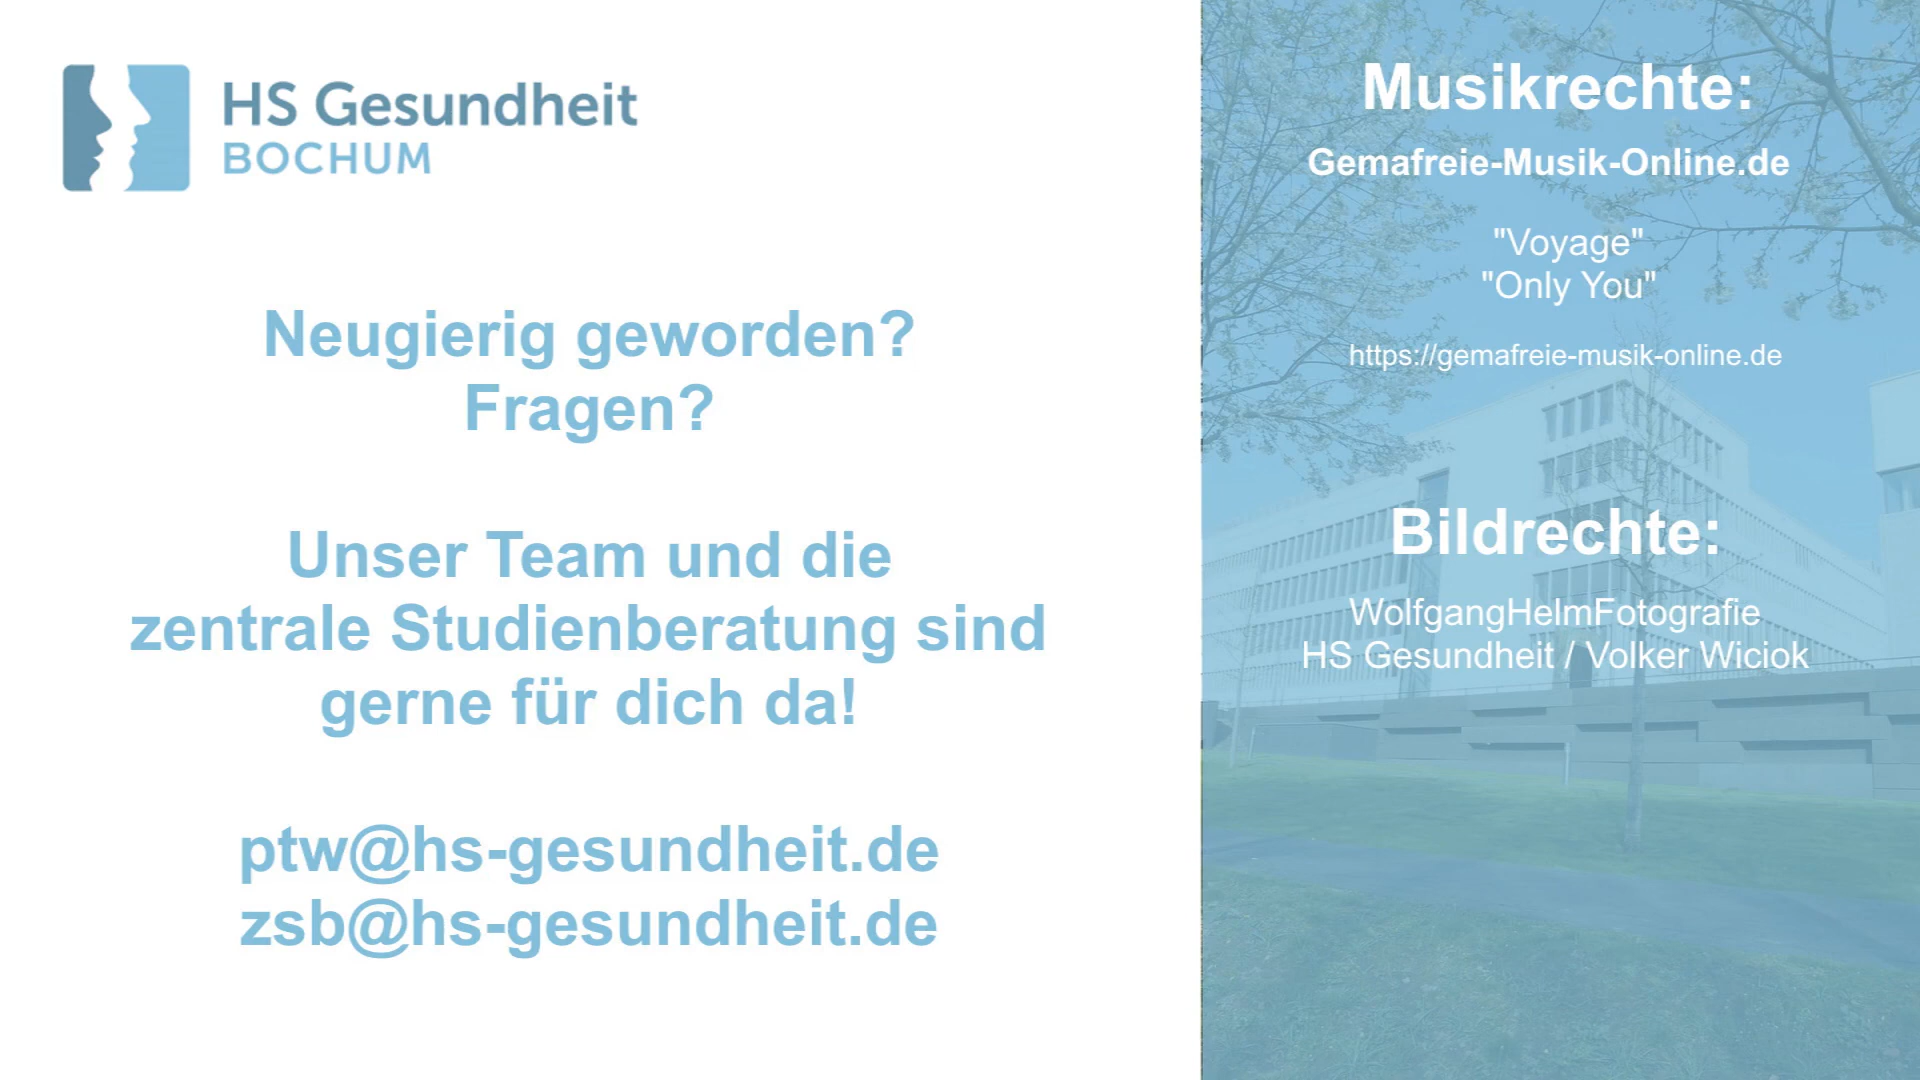 HS Gesundheit
BOCHUM
Neugierig geworden?
Fragen?
Unser Team und die
zentrale Studienberatung sind
gerne für dich da!
ptw@hs-gesundheit.de
zsb@hs-gesundheit.de
Musikrechte:
Gemafreie-Musik-Online.de
"Voyage"
"Only You"
https://gemafreie-musik-online.de
Bildrechte:
WolfgangHelmFotografie
HS Gesundheit / Volker Wiciok